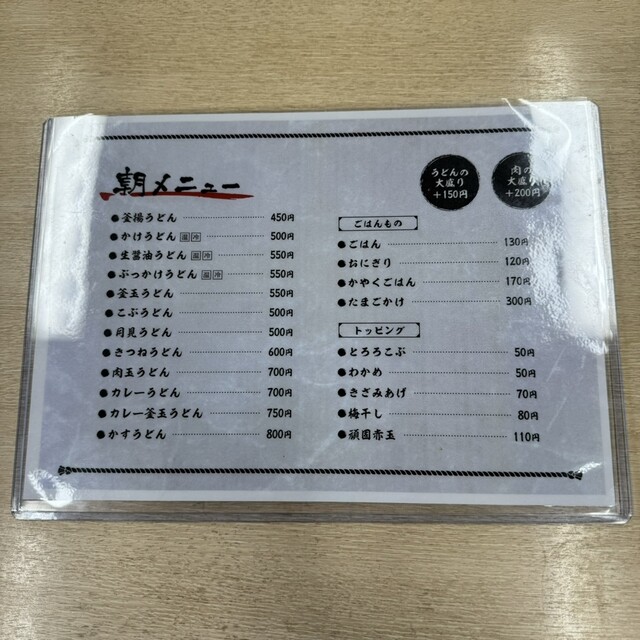 朝メニュー
うどんの
大盛り
+150円
肉の
大盛り
+200円
●釜揚うどん 450円
●かけうどん 温 冷 500円
●生醤油うどん 温 冷 550円
●ぶっかけうどん 温 冷 550円
●釜玉うどん 550円
●こぶうどん 500円
●月見うどん 500円
●きつねうどん 600円
●肉玉うどん 700円
●カレーうどん 700円
●カレー釜玉うどん 750円
●かすうどん 800円
ごはんもの
●ごはん 130円
●おにぎり 120円
●かやくごはん 170円
●たまごかけ 300円
トッピング
●とろろこぶ 50円
●わかめ 50円
●きざみあげ 70円
●梅干し 80円
●頑固赤玉 110円